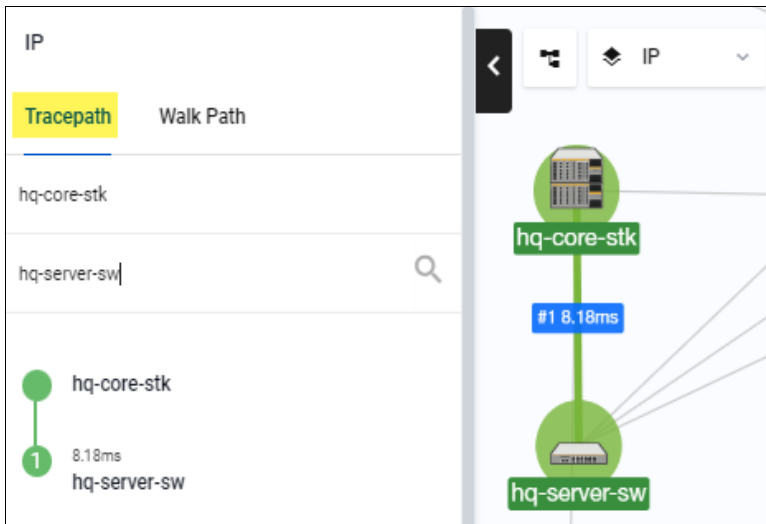 IP
Tracepath
Walk Path
hq-core-stk
hq-server-sw
hq-core-stk
1
8.18ms
hq-server-sw
IP
hq-core-stk
#1 8.18ms
hq-server-sw